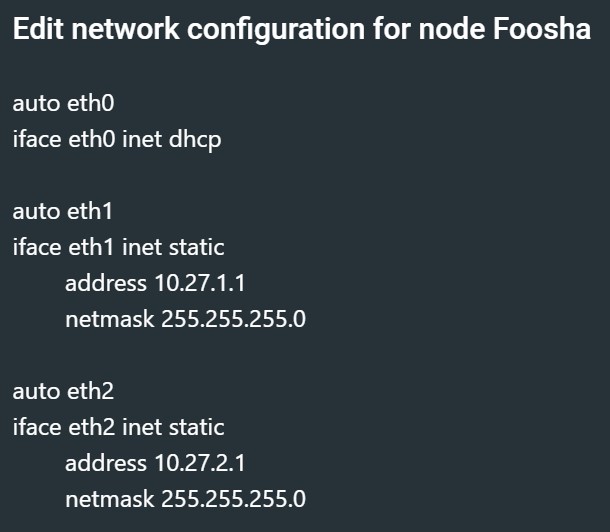 Edit network configuration for node Foosha
auto eth0
iface eth0 inet dhcp
auto eth1
iface eth1 inet static
address 10.27.1.1
netmask 255.255.255.0
auto eth2
iface eth2 inet static
address 10.27.2.1
netmask 255.255.255.0